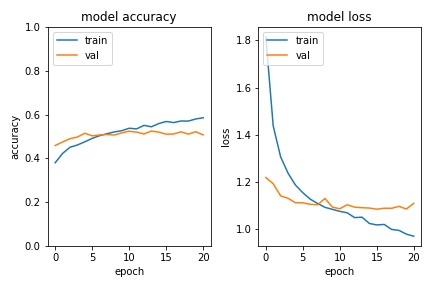 model accuracy
1.0
0.8
0.6
0.4
0.2
0.0
accuracy
train
val
0
5
10
15
20
epoch
model loss
1.8
1.6
1.4
1.2
1.0
loss
train
val
0
5
10
15
20
epoch